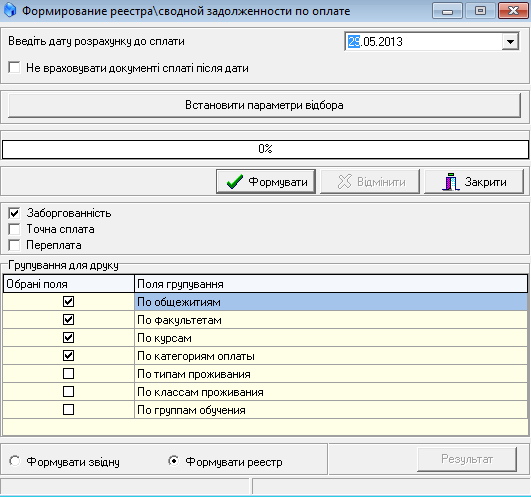 Формирование реестра\сводной задолженности по оплате
Введіть дату розрахунку до сплати 29.05.2013
Не враховувати документі сплаті після дати
Встановити параметри відбора
0%
Формувати Відмінити Закрити
Заборгованність
Точна сплата
Переплата
Групування для друку
Обрані поля Поля групування
По общежитиям
По факультетам
По курсам
По категориям оплаты
По типам проживания
По классам проживания
По группам обучения
Формувати звідну Формувати реестр Результат